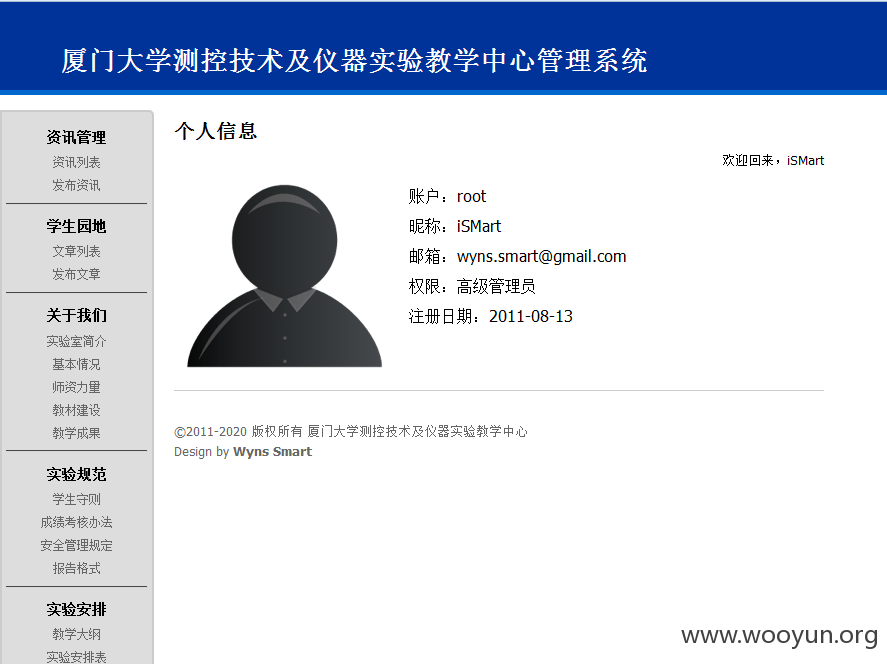 厦门大学测控技术及仪器实验教学中心管理系统
资讯管理
资讯列表
发布资讯
学生园地
文章列表
发布文章
关于我们
实验室简介
基本情况
师资力量
教材建设
教学成果
实验规范
学生守则
成绩考核办法
安全管理规定
报告格式
实验安排
教学大纲
实验安排表
个人信息
欢迎回来，iSMart
账户：root
昵称：iSMart
邮箱：wyns.smart@gmail.com
权限：高级管理员
注册日期：2011-08-13
©2011-2020 版权所有 厦门大学测控技术及仪器实验教学中心
Design by Wyns Smart
www.wooyun.org